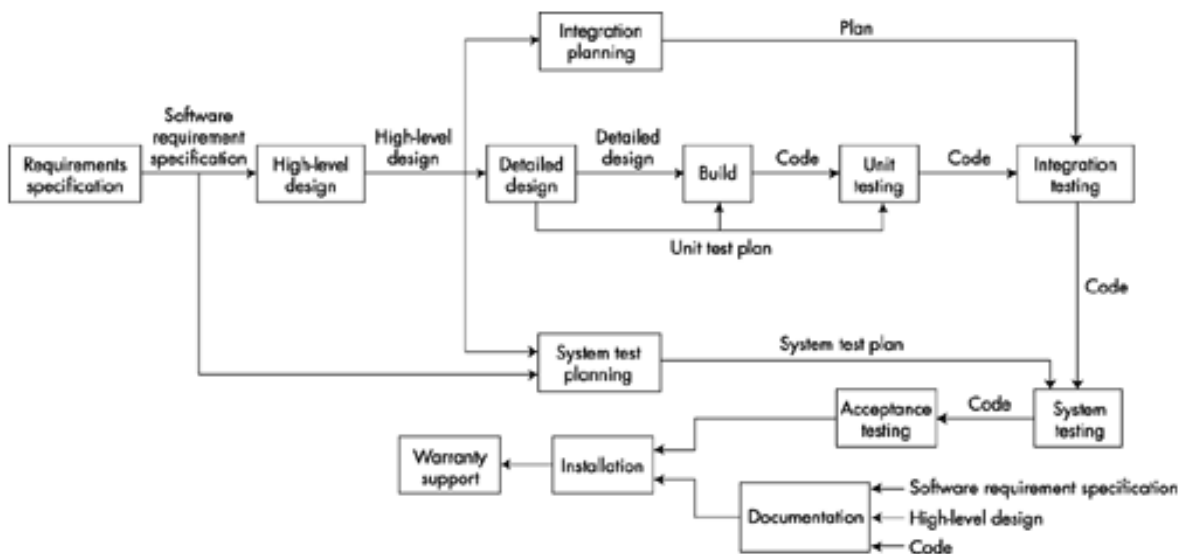 Integration
planning
Plan
Software
requirement
specification
High-level
design
Detailed
design
Code
Code
Requirements
specification
High-level
design
Detailed
design
Build
Unit
testing
Integration
testing
Unit test plan
Code
System test
planning
System test plan
Acceptance
testing
Code
System
testing
Warranty
support
Installation
Documentation
Software requirement specification
High-level design
Code